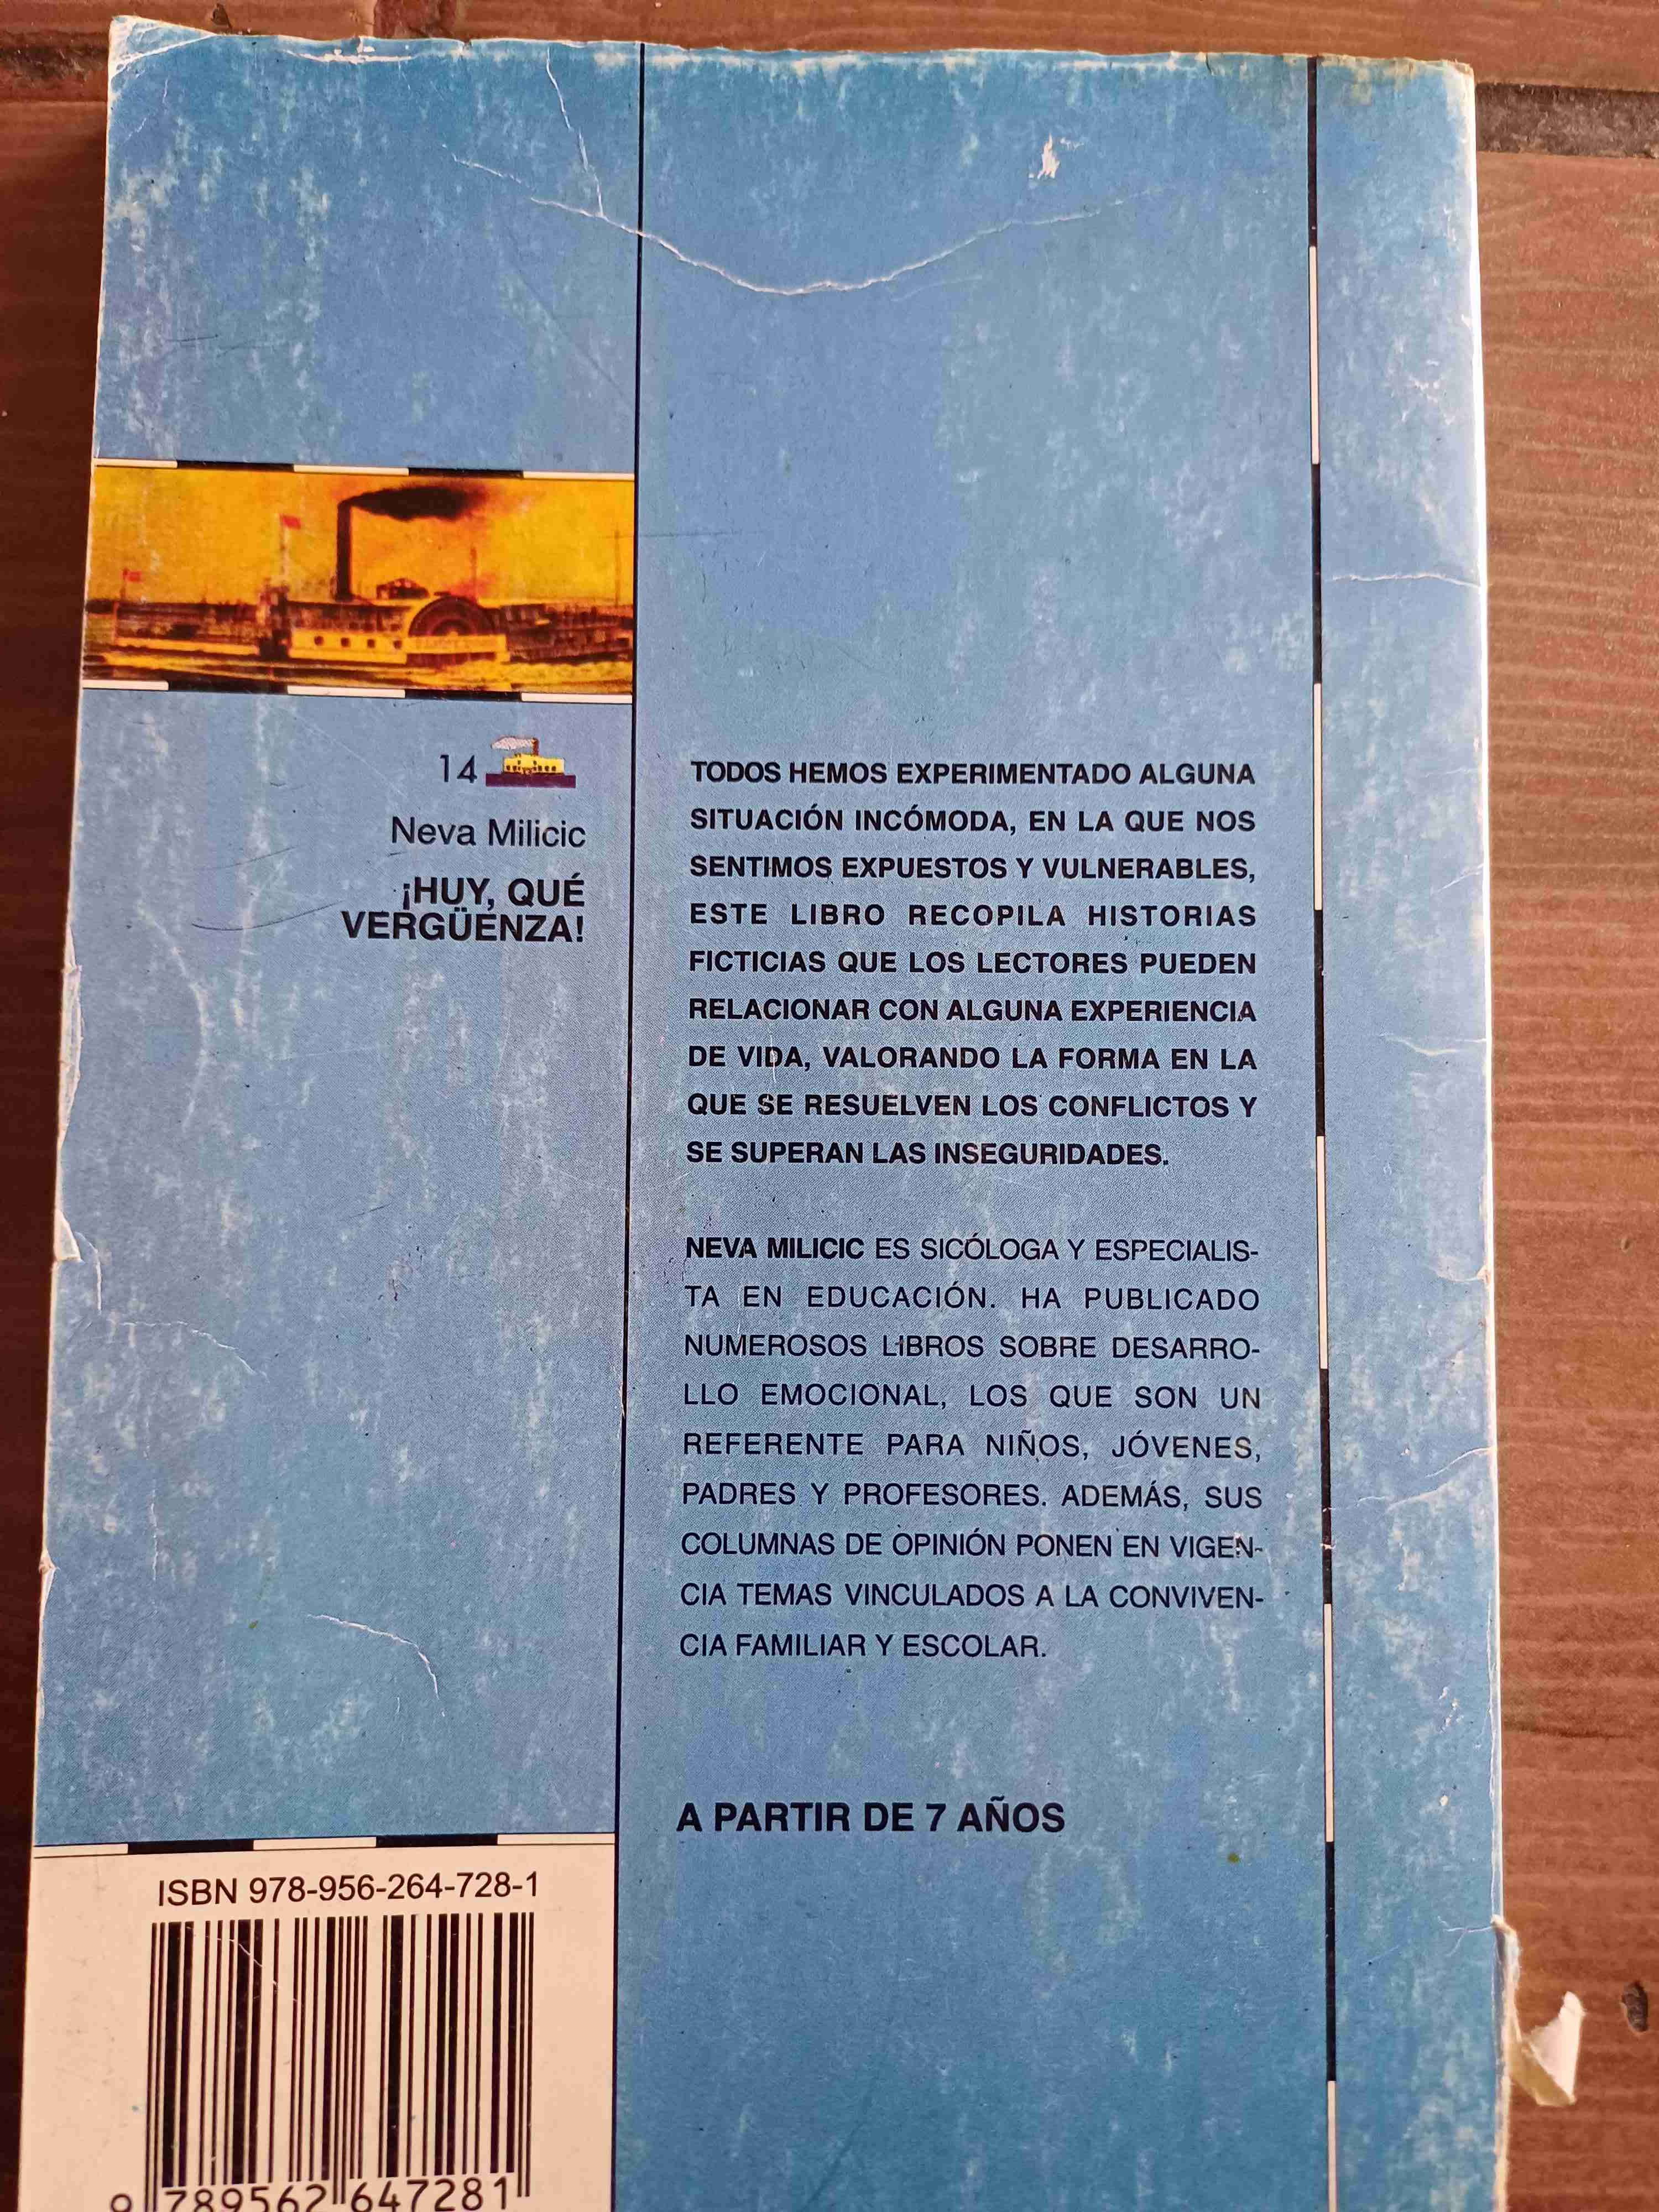 14
Neva Milicic
¡HUY, QUÉ
VERGÜENZA!
TODOS HEMOS EXPERIMENTADO ALGUNA
SITUACIÓN INCÓMODA, EN LA QUE NOS
SENTIMOS EXPUESTOS Y VULNERABLES,
ESTE LIBRO RECOPILA HISTORIAS
FICTICIAS QUE LOS LECTORES PUEDEN
RELACIONAR CON ALGUNA EXPERIENCIA
DE VIDA, VALORANDO LA FORMA EN LA
QUE SE RESUELVEN LOS CONFLICTOS Y
SE SUPERAN LAS INSEGURIDADES.
NEVA MILICIC ES SICÓLOGA Y ESPECIALIS-
TA EN EDUCACIÓN. HA PUBLICADO
NUMEROSOS LIBROS SOBRE DESARRO-
LLO EMOCIONAL, LOS QUE SON UN
REFERENTE PARA NIÑOS, JÓVENES,
PADRES Y PROFESORES. ADEMÁS, SUS
COLUMNAS DE OPINIÓN PONEN EN VIGEN-
CIA TEMAS VINCULADOS A LA CONVIVEN-
CIA FAMILIAR Y ESCOLAR.
A PARTIR DE 7 AÑOS
ISBN 978-956-264-728-1
9 789562 647281